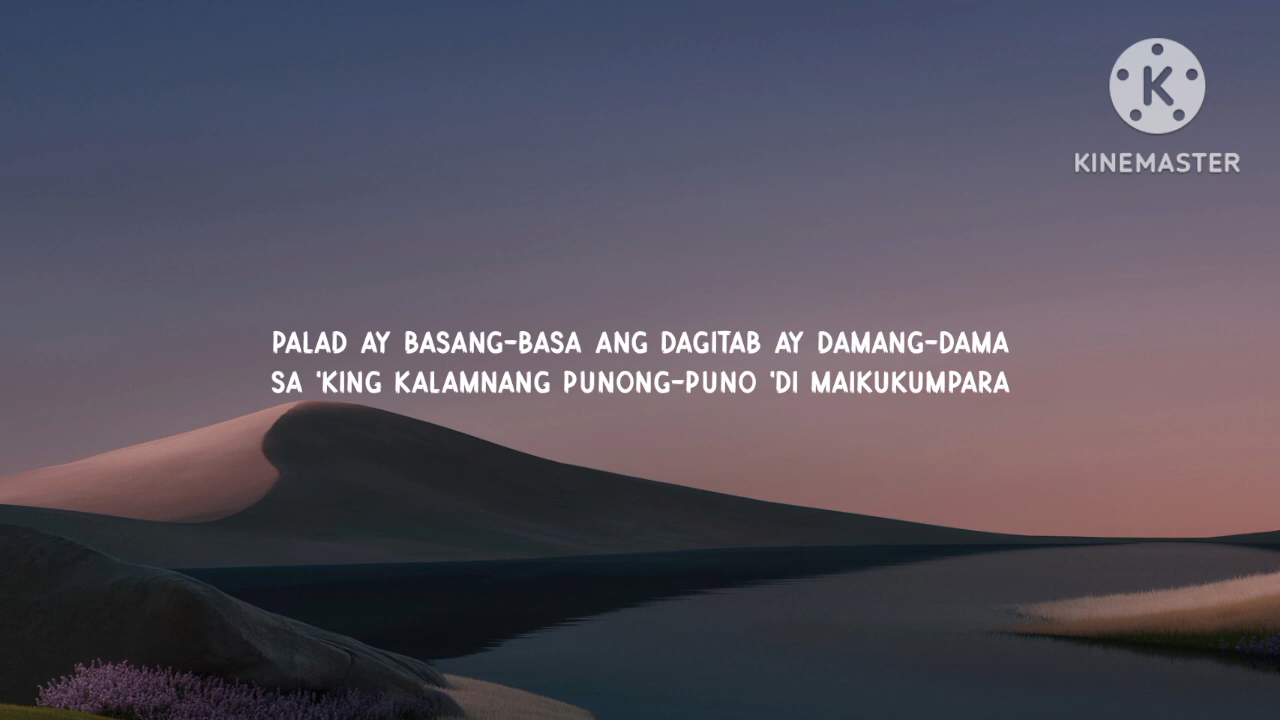 KINEMASTER
PALAD AY BASANG-BASA ANG DAGITAB AY DAMANG-DAMA
SA 'KING KALAMNANG PUNONG-PUNO 'DI MAIKUKUMPARA